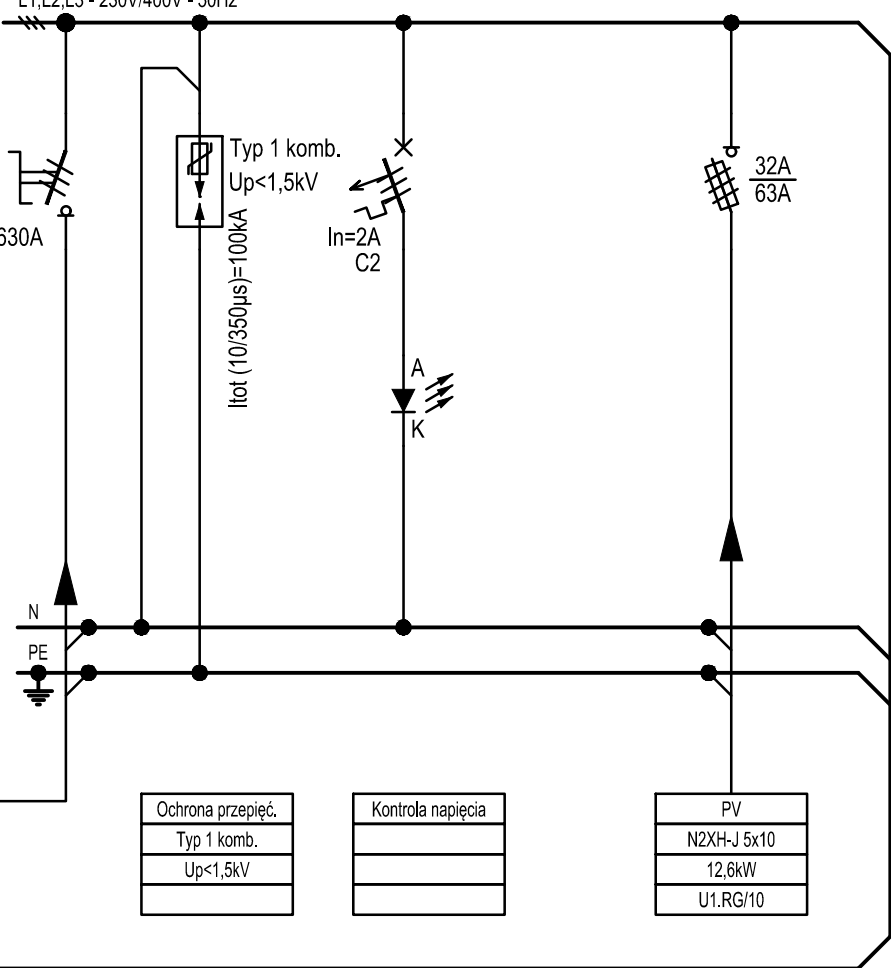 L1,L2,L3 - 230V/400V - 50Hz
Typ 1 komb.
Up<1,5kV
Itot (10/350µs)=100kA
630A
In=2A
C2
32A
63A
A
K
N
PE
Ochrona przepięć.
Typ 1 komb.
Up<1,5kV
Kontrola napięcia
PV
N2XH-J 5x10
12,6kW
U1.RG/10